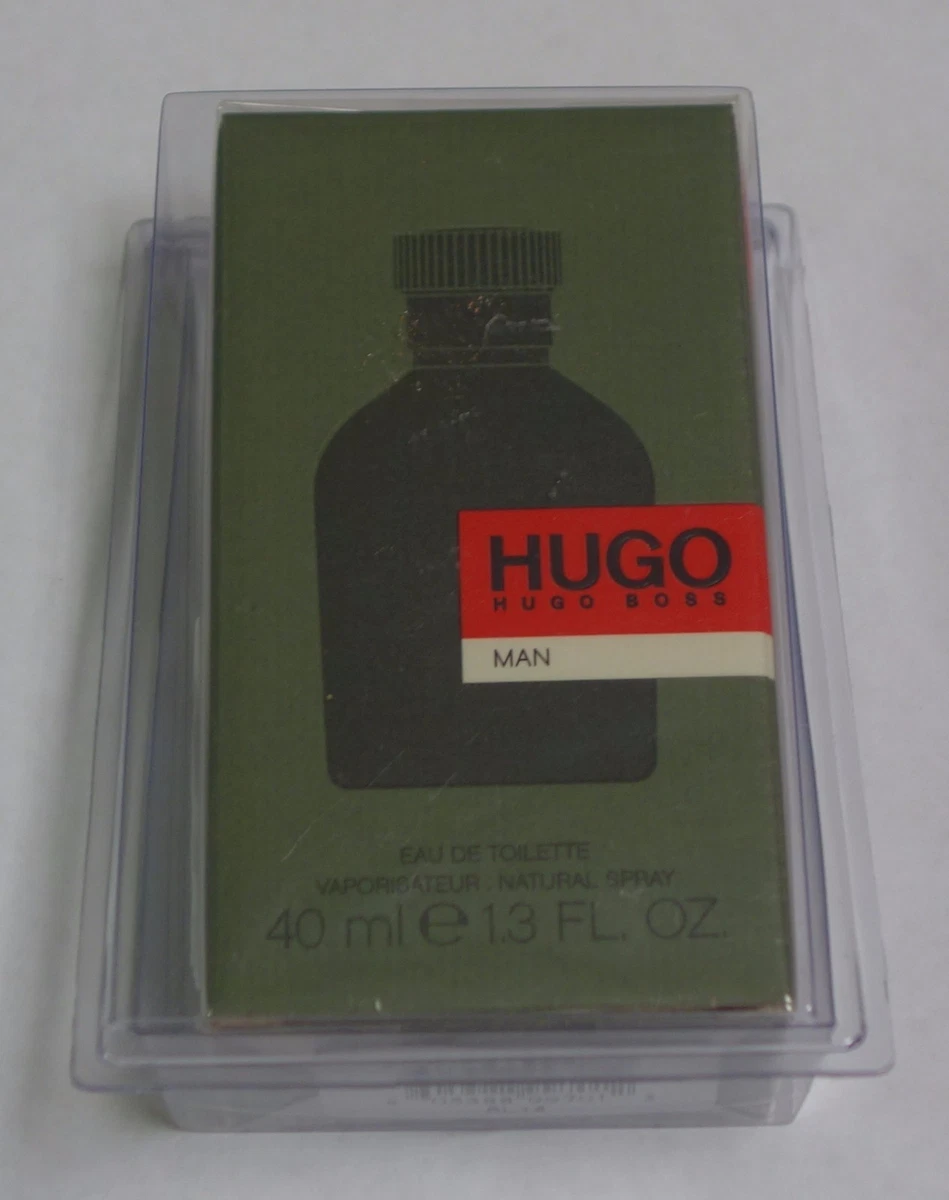 HUGO
HUGO BOSS
MAN
EAU DE TOILETTE
VAPORISATEUR . NATURAL SPRAY
40 ml e 1.3 FL. OZ.